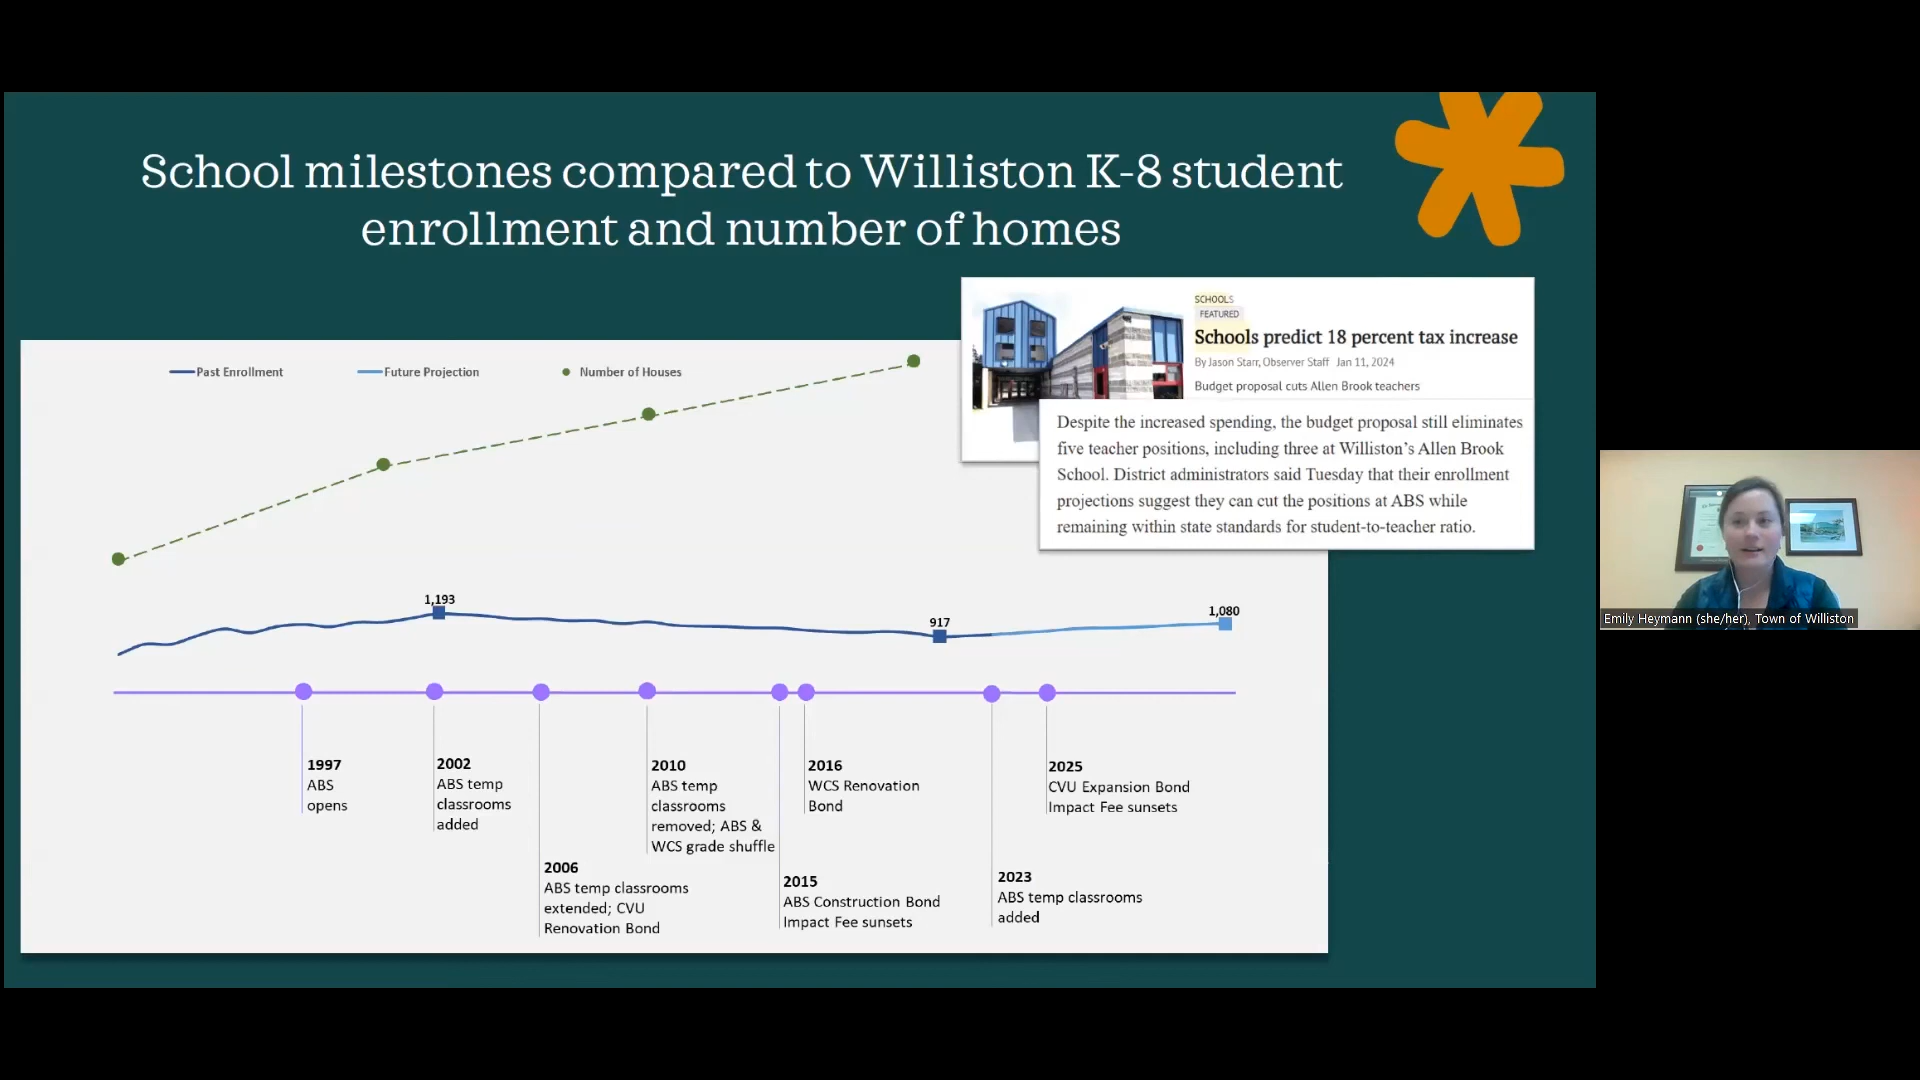 School milestones compared to Williston K-8 student
enrollment and number of homes
SCHOOLS
FEATURED
Schools predict 18 percent tax increase
By Jason Starr, Observer Staff Jan 11, 2024
Budget proposal cuts Allen Brook teachers
Despite the increased spending, the budget proposal still eliminates
five teacher positions, including three at Williston’s Allen Brook
School. District administrators said Tuesday that their enrollment
projections suggest they can cut the positions at ABS while
remaining within state standards for student-to-teacher ratio.
Past Enrollment
Future Projection
Number of Houses
1,193
917
1,080
1997
ABS
opens
2002
ABS temp
classrooms
added
2006
ABS temp classrooms
extended; CVU
Renovation Bond
2010
ABS temp
classrooms
removed; ABS &
WCS grade shuffle
2015
ABS Construction Bond
Impact Fee sunsets
2016
WCS Renovation
Bond
2023
ABS temp classrooms
added
2025
CVU Expansion Bond
Impact Fee sunsets
Emily Heymann (she/her), Town of Williston